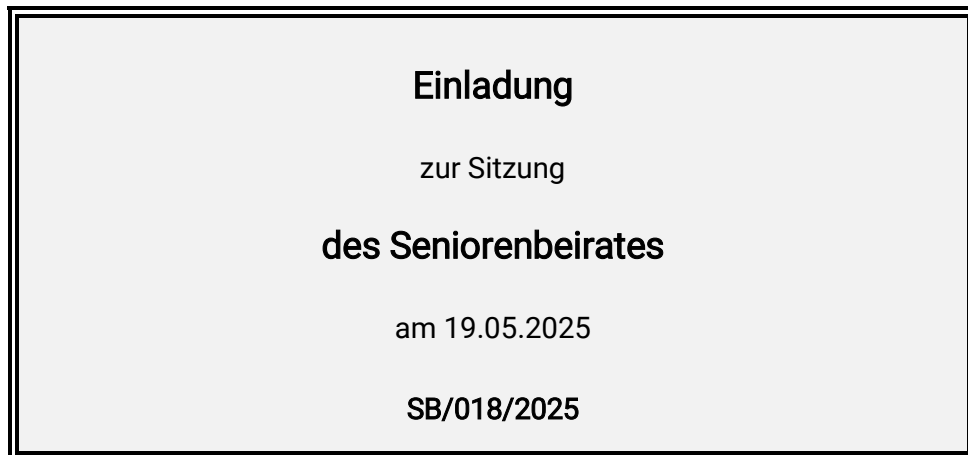 Einladung
zur Sitzung
des Seniorenbeirates
am 19.05.2025
SB/018/2025